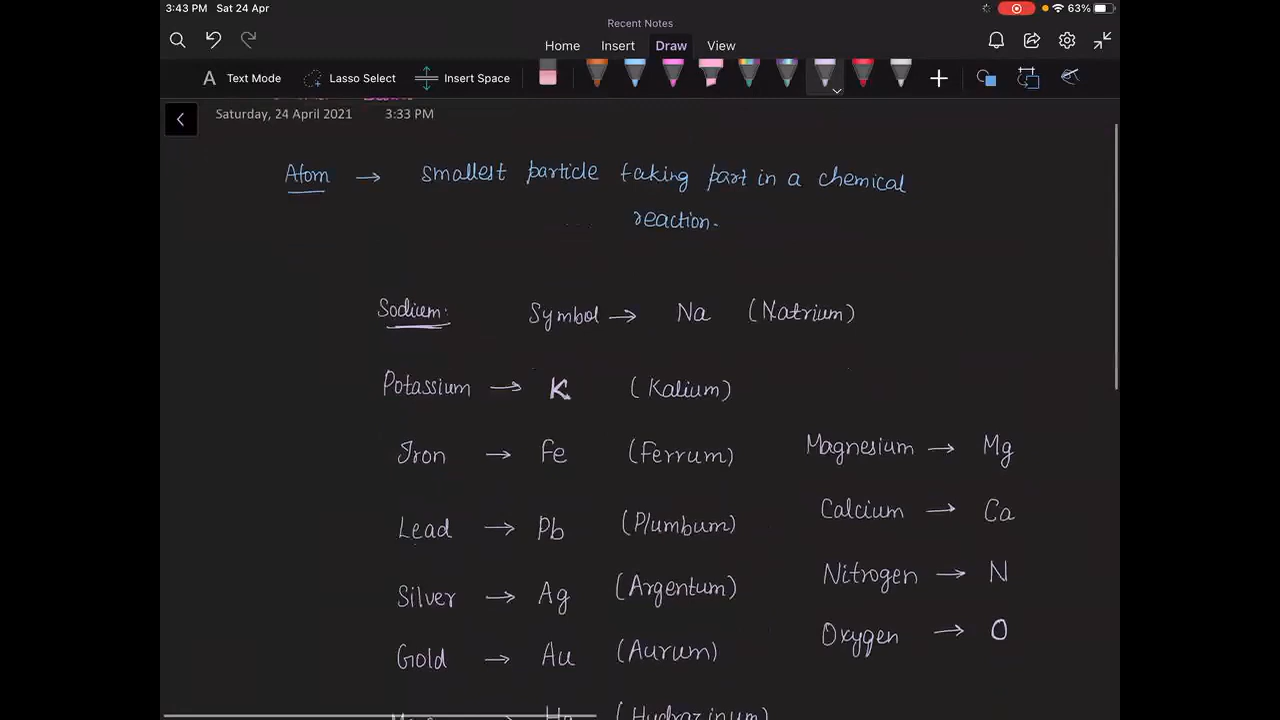 3:43 PM Sat 24 Apr
63%
Recent Notes
Home Insert Draw View
Text Mode Lasso Select Insert Space
Saturday, 24 April 2021 3:33 PM
Atom → smallest particle taking part in a chemical
reaction.
Sodium: Symbol → Na (Natrium)
Potassium → K (Kalium)
Iron → Fe (Ferrum)
Lead → Pb (Plumbum)
Silver → Ag (Argentum)
Gold → Au (Aurum)
Hg (Hydrazinum)
Magnesium → Mg
Calcium → Ca
Nitrogen → N
Oxygen → O